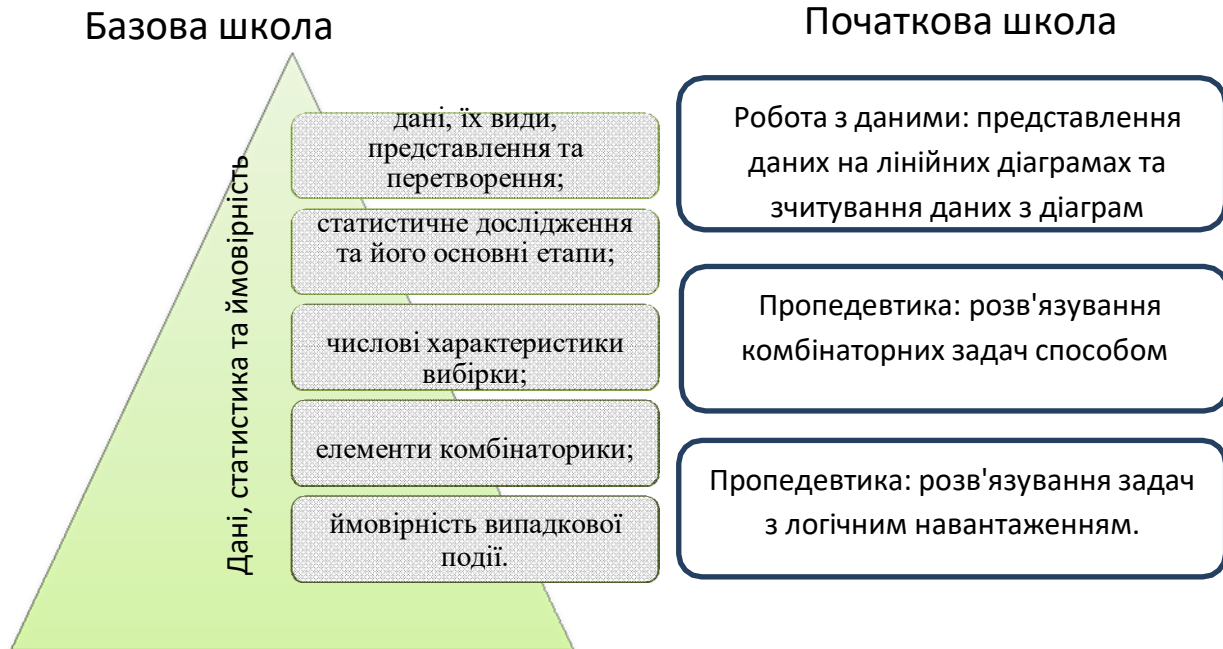 Базова школа
Дані, статистика та ймовірність
дані, їх види,
представлення та
перетворення;
статистичне дослідження
та його основні етапи;
числові характеристики
вибірки;
елементи комбінаторики;
ймовірність випадкової
події.
Початкова школа
Робота з даними: представлення
даних на лінійних діаграмах та
зчитування даних з діаграм
Пропедевтика: розв'язування
комбінаторних задач способом
Пропедевтика: розв'язування задач
з логічним навантаженням.